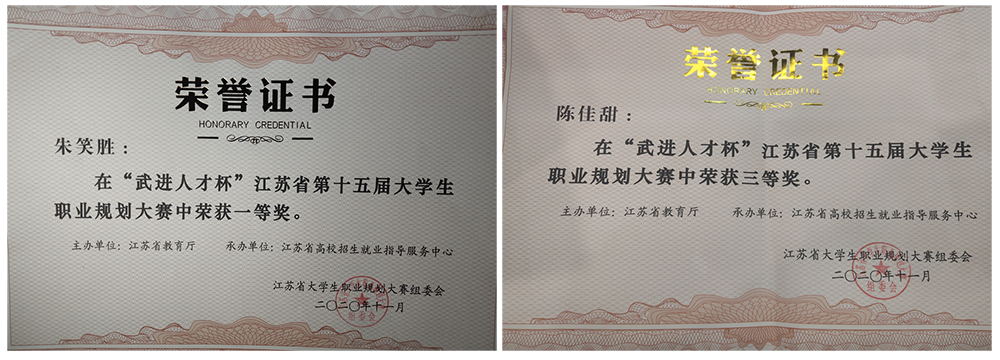 荣誉证书
HONORARY CREDENTIAL
朱笑胜：
在“武进人才杯”江苏省第十五届大学生
职业规划大赛中荣获一等奖。
主办单位：江苏省教育厅 承办单位：江苏省高校招生就业指导服务中心
江苏省大学生职业规划大赛组委会
二〇二〇年十一月
组委会
荣誉证书
HONORARY CREDENTIAL
陈佳甜：
在“武进人才杯”江苏省第十五届大学生
职业规划大赛中荣获三等奖。
主办单位：江苏省教育厅 承办单位：江苏省高校招生就业指导服务中心
江苏省大学生职业规划大赛组委会
二〇二〇年十一月
组委会